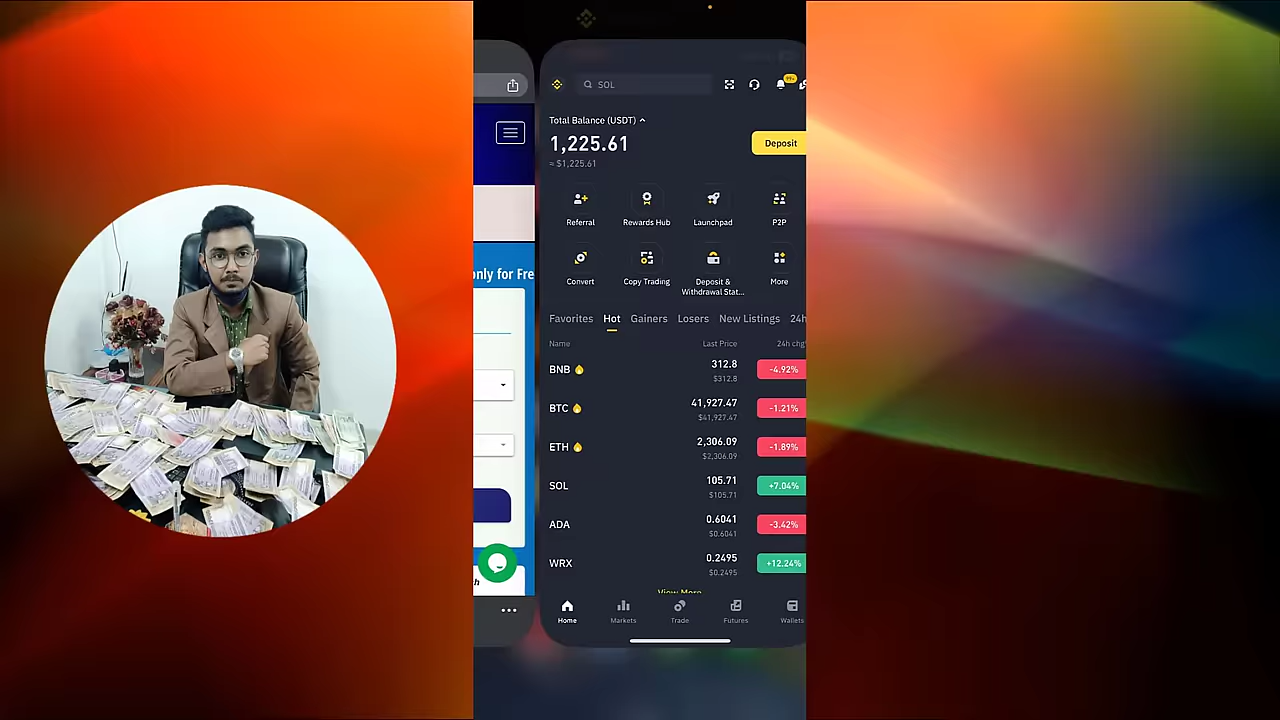 SOL
99+
Total Balance (USDT)
1,225.61
Deposit
≈ $1,225.61
Referral
Rewards Hub
Launchpad
P2P
Convert
Copy Trading
Deposit &
Withdrawal Stat...
More
only for Fre
Favorites Hot Gainers Losers New Listings 24h
Name Last Price 24h chg
BNB 312.8 -4.92%
$312.8
BTC 41,927.47 -1.21%
$41,927.47
ETH 2,306.09 -1.89%
$2,306.09
SOL 105.71 +7.04%
$105.71
ADA 0.6041 -3.42%
$0.6041
WRX 0.2495 +12.24%
$0.2495
View More
h
Home Markets Trade Futures Wallets